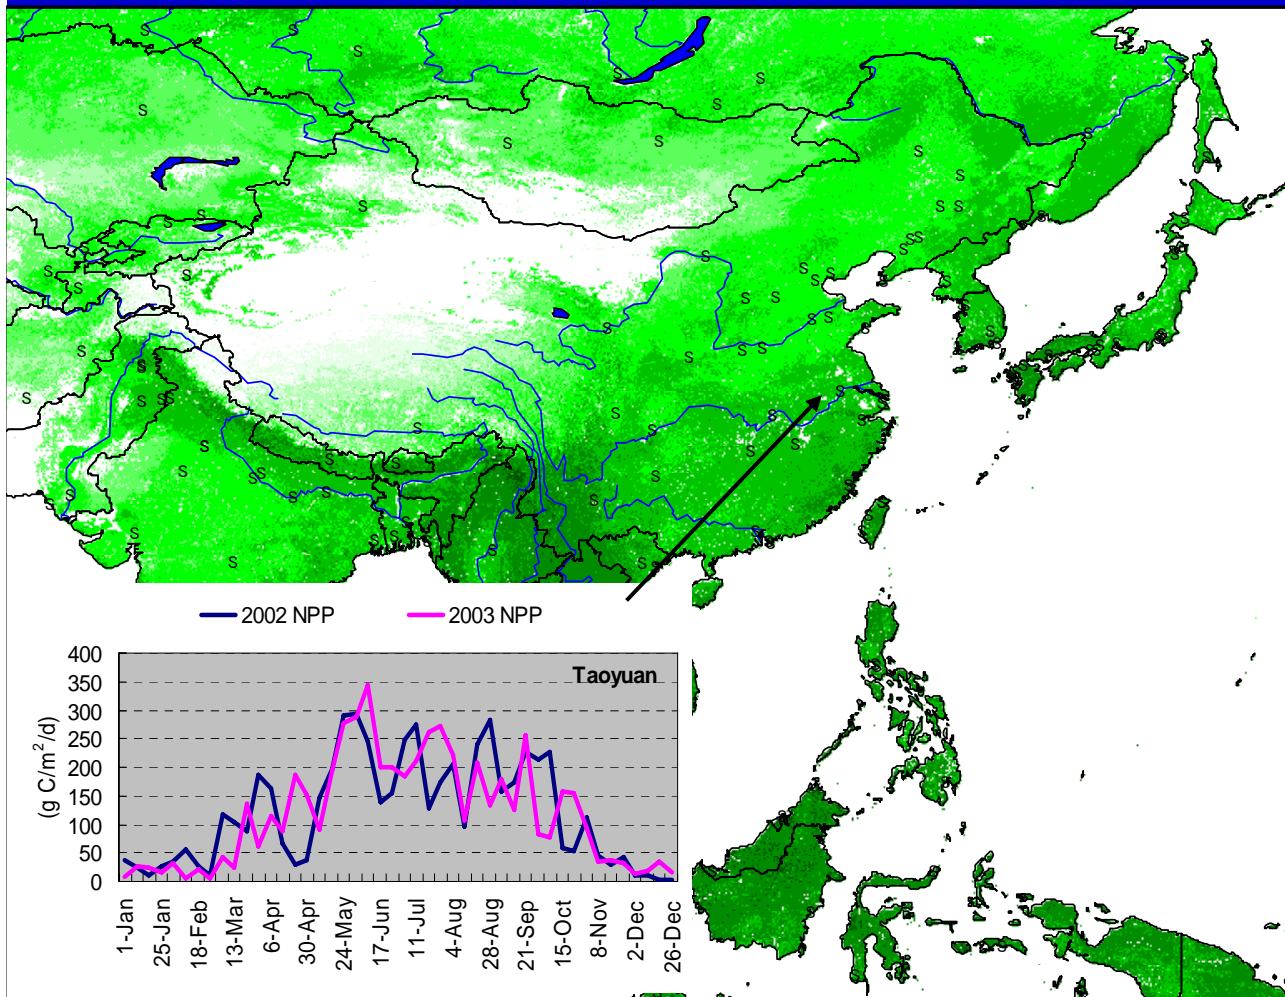 2002 NPP 2003 NPP
Taoyuan
(g C/m²/d)
400
350
300
250
200
150
100
50
0
1-Jan
25-Jan
18-Feb
13-Mar
6-Apr
30-Apr
24-May
17-Jun
11-Jul
4-Aug
28-Aug
21-Sep
15-Oct
8-Nov
2-Dec
26-Dec